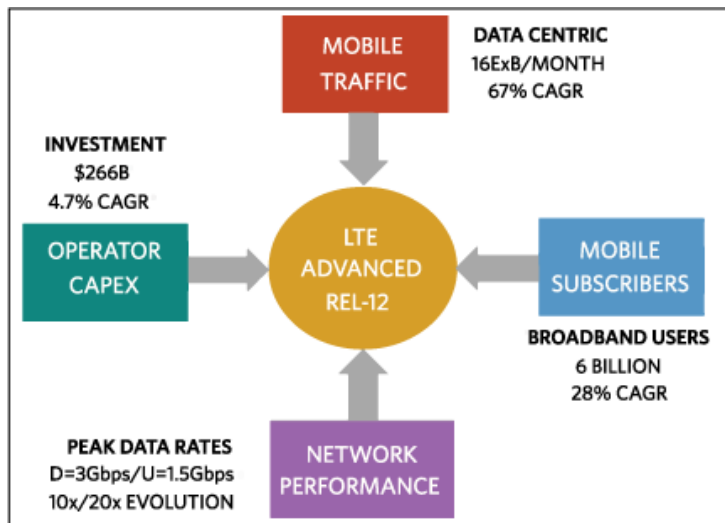 MOBILE
TRAFFIC
DATA CENTRIC
16ExB/MONTH
67% CAGR
INVESTMENT
$266B
4.7% CAGR
OPERATOR
CAPEX
LTE
ADVANCED
REL-12
MOBILE
SUBSCRIBERS
BROADBAND USERS
6 BILLION
28% CAGR
PEAK DATA RATES
D=3Gbps/U=1.5Gbps
10x/20x EVOLUTION
NETWORK
PERFORMANCE